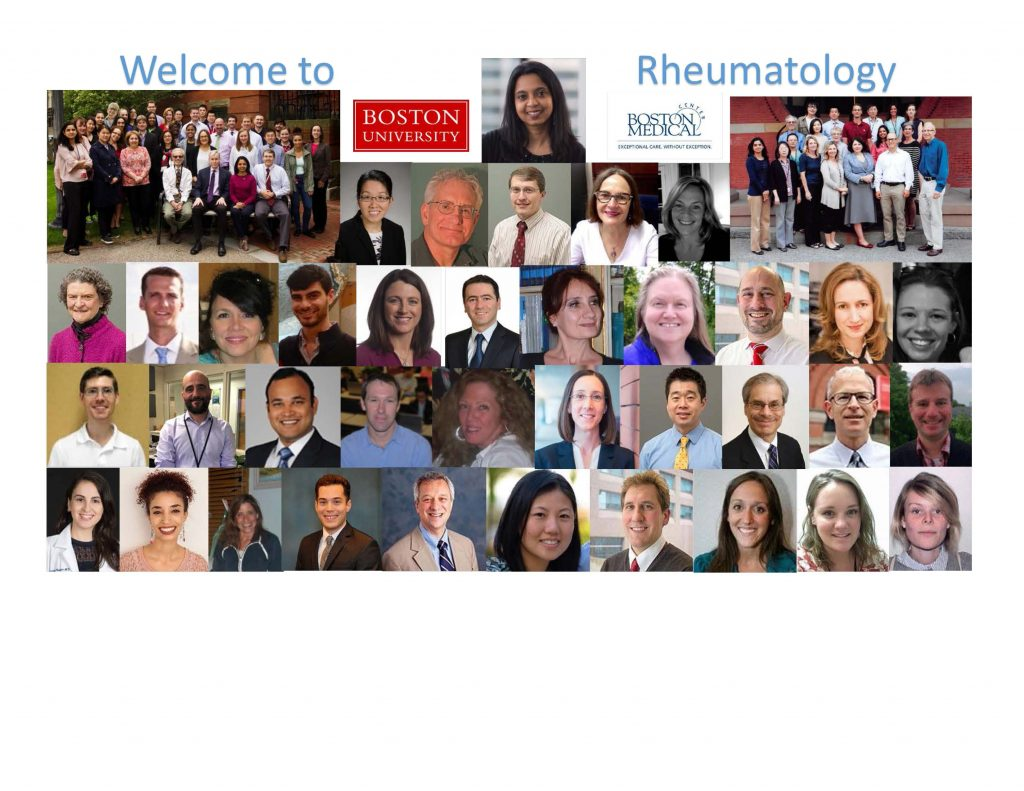 Welcome to
Rheumatology
BOSTON
UNIVERSITY
CENTER
BOSTON
MEDICAL
EXCEPTIONAL CARE. WITHOUT EXCEPTION.